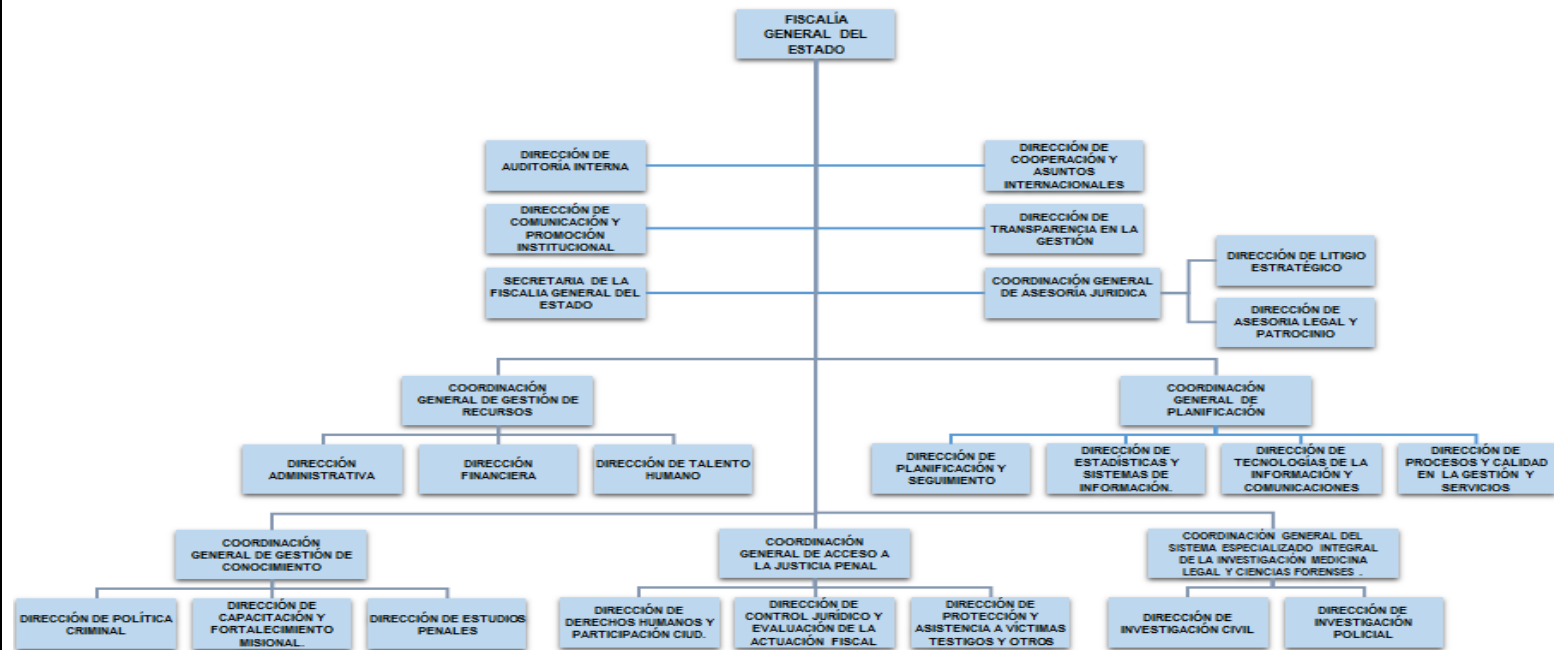 FISCALÍA
GENERAL DEL
ESTADO
DIRECCIÓN DE
AUDITORÍA INTERNA
DIRECCIÓN DE
COOPERACIÓN Y
ASUNTOS
INTERNACIONALES
DIRECCIÓN DE
COMUNICACIÓN Y
PROMOCIÓN
INSTITUCIONAL
DIRECCIÓN DE
TRANSPARENCIA EN LA
GESTIÓN
SECRETARIA DE LA
FISCALIA GENERAL DEL
ESTADO
COORDINACIÓN GENERAL
DE ASESORÍA JURIDICA
DIRECCIÓN DE LITIGIO
ESTRATÉGICO
DIRECCIÓN DE
ASESORIA LEGAL Y
PATROCINIO
COORDINACIÓN
GENERAL DE GESTIÓN DE
RECURSOS
COORDINACIÓN
GENERAL DE
PLANIFICACIÓN
DIRECCIÓN
ADMINISTRATIVA
DIRECCIÓN
FINANCIERA
DIRECCIÓN DE TALENTO
HUMANO
DIRECCIÓN DE
PLANIFICACIÓN Y
SEGUIMIENTO
DIRECCIÓN DE
ESTADÍSTICAS Y
SISTEMAS DE
INFORMACIÓN.
DIRECCIÓN DE
TECNOLOGÍAS DE LA
INFORMACIÓN Y
COMUNICACIONES
DIRECCIÓN DE
PROCESOS Y CALIDAD
EN LA GESTIÓN Y
SERVICIOS
COORDINACIÓN
GENERAL DE GESTIÓN DE
CONOCIMIENTO
COORDINACIÓN
GENERAL DE ACCESO A
LA JUSTICIA PENAL
COORDINACIÓN GENERAL DEL
SISTEMA ESPECIALIZADO INTEGRAL
DE LA INVESTIGACIÓN MEDICINA
LEGAL Y CIENCIAS FORENSES .
DIRECCIÓN DE POLÍTICA
CRIMINAL
DIRECCIÓN DE
CAPACITACIÓN Y
FORTALECIMIENTO
MISIONAL.
DIRECCIÓN DE ESTUDIOS
PENALES
DIRECCIÓN DE
DERECHOS HUMANOS Y
PARTICIPACIÓN CIUD.
DIRECCIÓN DE
CONTROL JURÍDICO Y
EVALUACIÓN DE LA
ACTUACIÓN FISCAL
DIRECCIÓN DE
PROTECCIÓN Y
ASISTENCIA A VÍCTIMAS
TESTIGOS Y OTROS
DIRECCIÓN DE
INVESTIGACIÓN CIVIL
DIRECCIÓN DE
INVESTIGACIÓN
POLICIAL